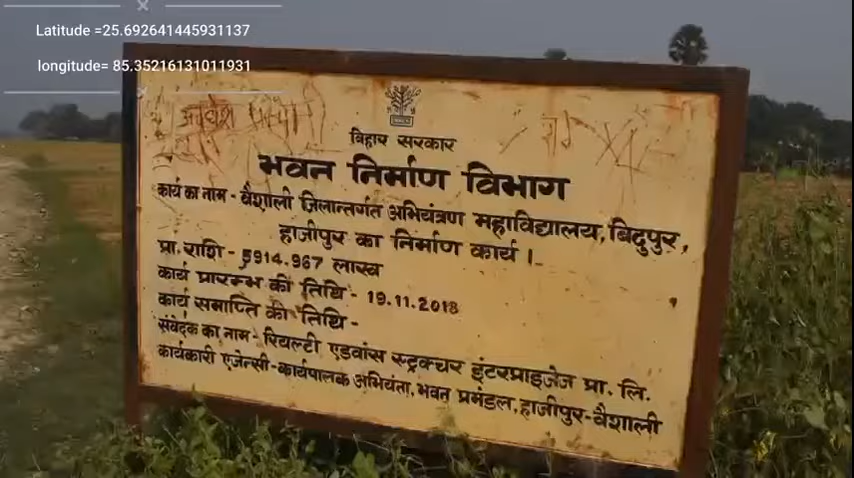 Latitude =25.692641445931137
longitude= 85.35216131011931
बिहार सरकार
भवन निर्माण विभाग
कार्य का नाम - वैशाली जिलान्तर्गत अभियंत्रण महाविद्यालय, बिदुपुर,
हाजीपुर का निर्माण कार्य ।
प्रा. राशि - 5914.967 लाख
कार्य प्रारम्भ की तिथि - 19.11.2018
कार्य समाप्ति की तिथि -
संवेदक का नाम - रियल्टी एडवांस स्ट्रक्चर इंटरप्राइजेज प्रा. लि.
कार्यकारी एजेन्सी-कार्यपालक अभियंता, भवन प्रमंडल, हाजीपुर-वैशाली